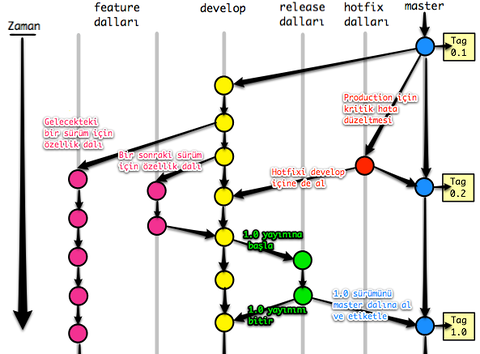 Zaman
feature
dalları
develop
release
dalları
hotfix
dalları
master
Tag
0.1
Production için
kritik hata
düzeltmesi
Gelecekteki
bir sürüm için
özellik dalı
Bir sonraki sürüm
için özellik dalı
Hotfixi develop
içine de al
Tag
0.2
1.0 yayınına
başla
1.0 yayını
bitir
1.0 sürümünü
master dalına al
ve etiketle
Tag
1.0